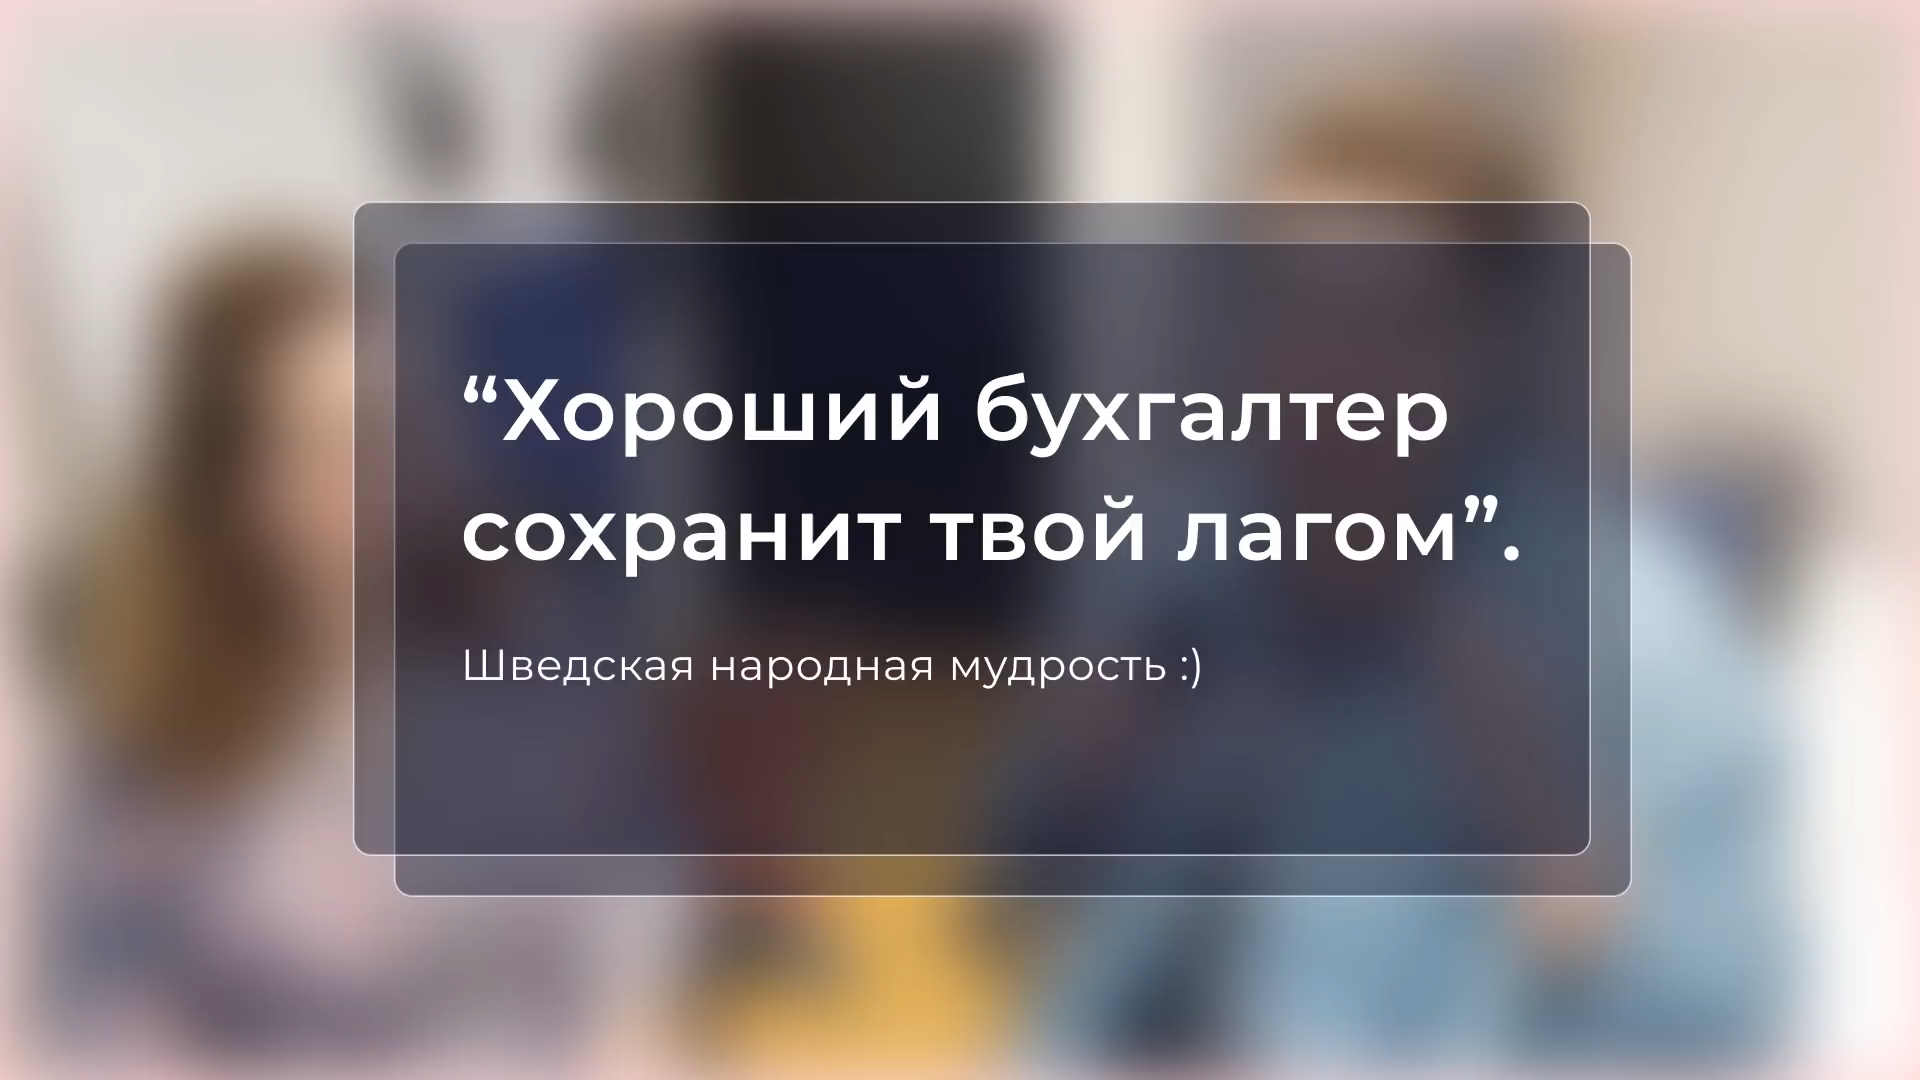 “Хороший бухгалтер
сохранит твой лагом”.
Шведская народная мудрость :)